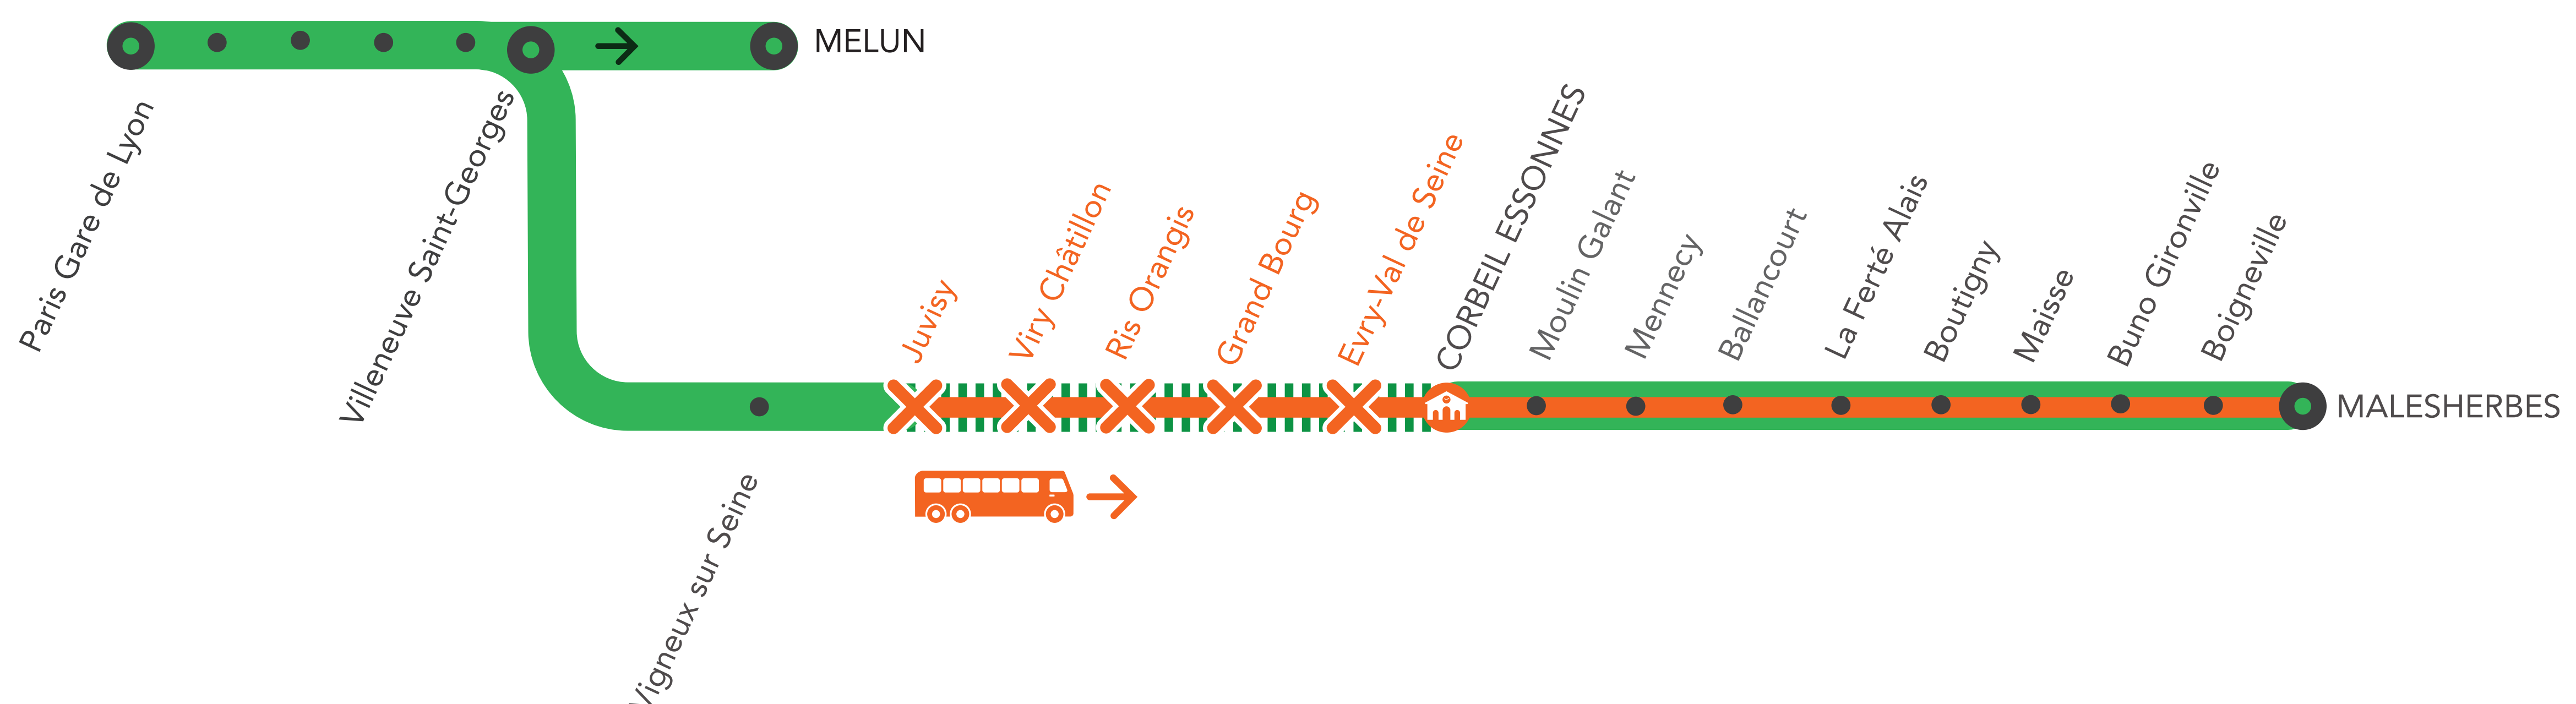 MELUN
Paris Gare de Lyon
Villeneuve Saint-Georges
Vigneux sur Seine
Juvisy
Viry Châtillon
Ris Orangis
Grand Bourg
Evry-Val de Seine
CORBEIL ESSONNES
Moulin Galant
Mennecy
Ballancourt
La Ferté Alais
Boutigny
Maisse
Buno Gironville
Boigneville
MALESHERBES